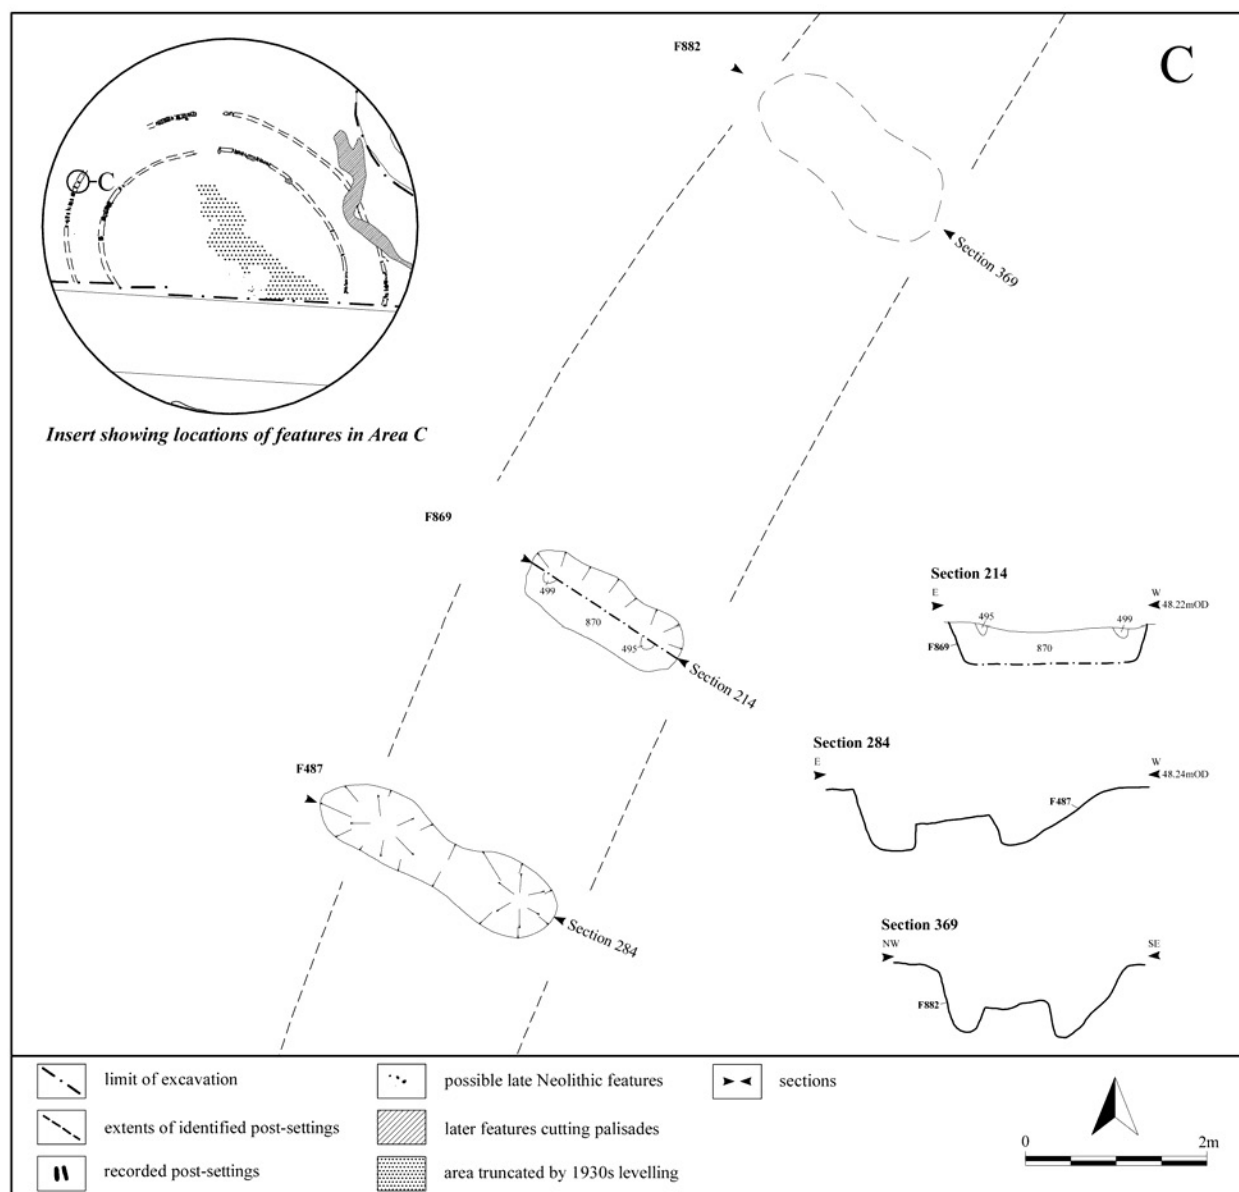 F882
C
C
Section 369
Insert showing locations of features in Area C
F869
499
870
495
Section 214
Section 214
E
W
48.22mOD
495
499
F869
870
F487
Section 284
Section 284
E
W
48.24mOD
F487
Section 369
NW
SE
F882
limit of excavation
possible late Neolithic features
sections
extents of identified post-settings
later features cutting palisades
recorded post-settings
area truncated by 1930s levelling
0
2m